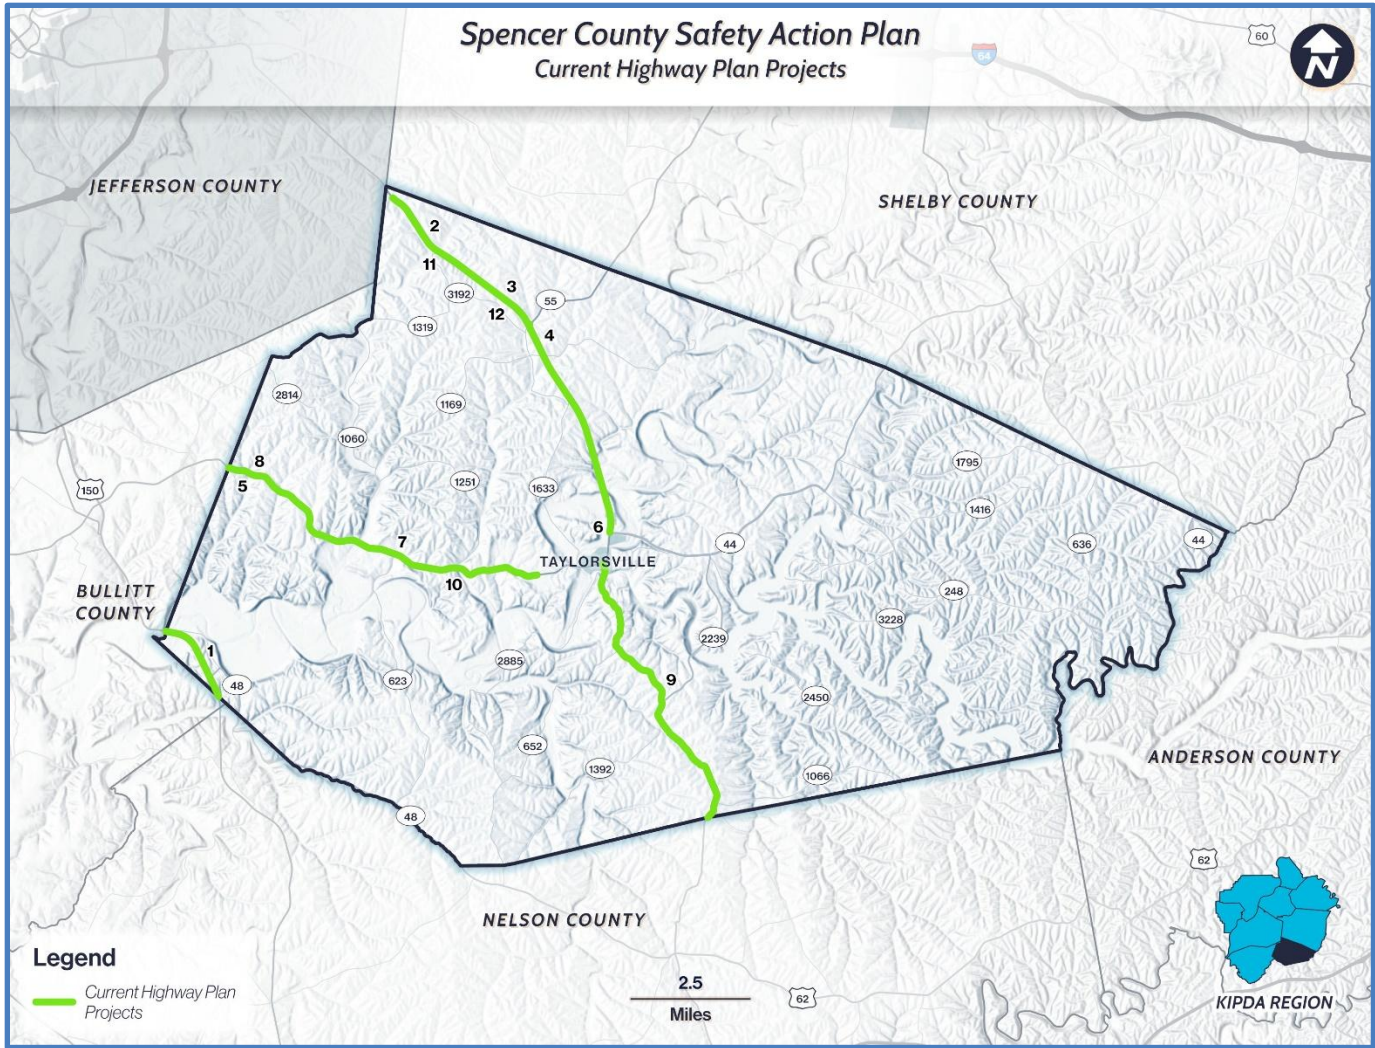 Spencer County Safety Action Plan
Current Highway Plan Projects
N
64
60
JEFFERSON COUNTY
SHELBY COUNTY
2
11
3
3192
55
12
1319
4
2814
1169
1060
8
5
150
1251
1633
1795
1416
6
7
44
636
44
TAYLORSVILLE
10
BULLITT
COUNTY
248
3228
1
2239
2885
48
623
9
2450
652
1392
1066
ANDERSON COUNTY
48
62
NELSON COUNTY
Legend
Current Highway Plan
Projects
2.5
Miles
62
KIPDA REGION